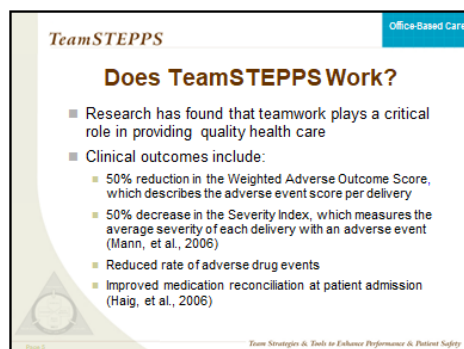 Office-Based Care
TeamSTEPPS
Does TeamSTEPPS Work?
Research has found that teamwork plays a critical
role in providing quality health care
Clinical outcomes include:
50% reduction in the Weighted Adverse Outcome Score,
which describes the adverse event score per delivery
50% decrease in the Severity Index, which measures the
average severity of each delivery with an adverse event
(Mann, et al., 2006)
Reduced rate of adverse drug events
Improved medication reconciliation at patient admission
(Haig, et al., 2006)
Team Strategies & Tools to Enhance Performance & Patient Safety